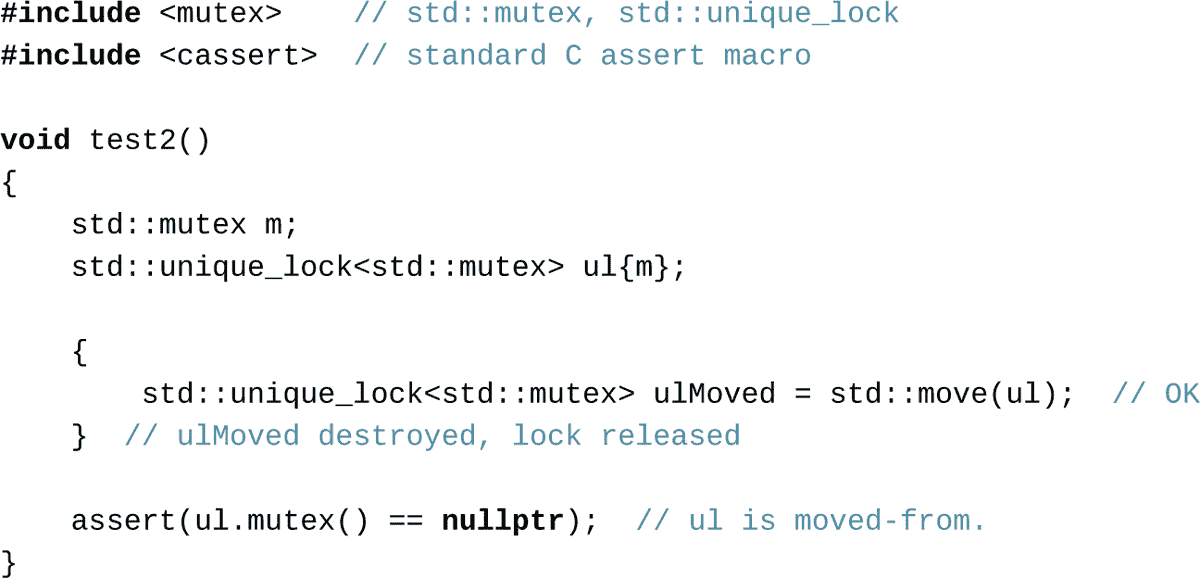 #include <mutex>    // std::mutex, std::unique_lock
#include <cassert>  // standard C assert macro

void test2()
{
    std::mutex m;
    std::unique_lock<std::mutex> ul{m};

    {
        std::unique_lock<std::mutex> ulMoved = std::move(ul);  // OK
    }  // ulMoved destroyed, lock released

    assert(ul.mutex() == nullptr);  // ul is moved-from.
}